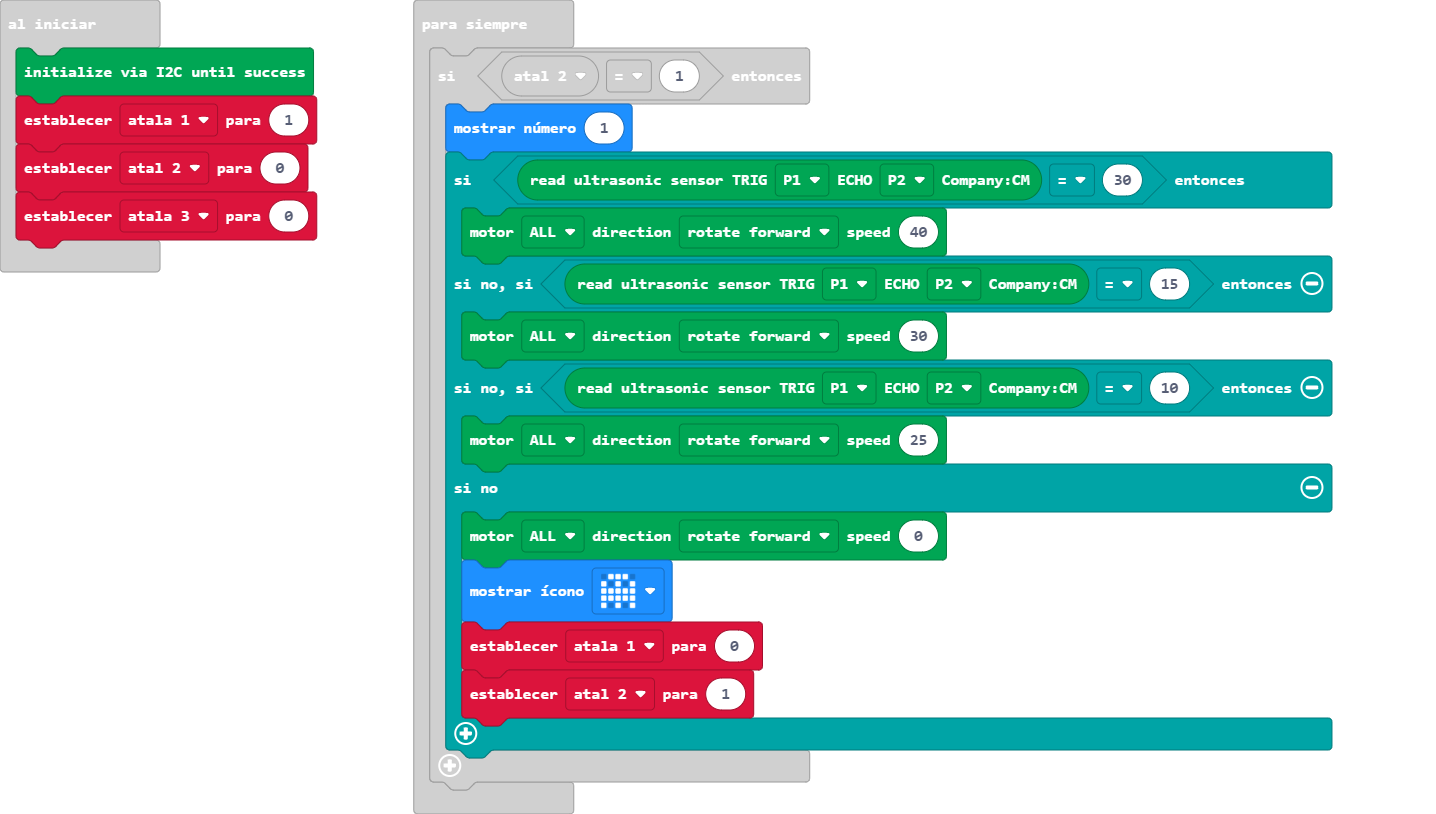 al iniciar
initialize via I2C until success
establecer atala 1 para 1
establecer atal 2 para 0
establecer atala 3 para 0
para siempre
si atal 2 = 1 entonces
mostrar número 1
si read ultrasonic sensor TRIG P1 ECHO P2 Company:CM = 30 entonces
motor ALL direction rotate forward speed 40
si no, si read ultrasonic sensor TRIG P1 ECHO P2 Company:CM = 15 entonces
motor ALL direction rotate forward speed 30
si no, si read ultrasonic sensor TRIG P1 ECHO P2 Company:CM = 10 entonces
motor ALL direction rotate forward speed 25
si no
motor ALL direction rotate forward speed 0
mostrar ícono
establecer atala 1 para 0
establecer atal 2 para 1